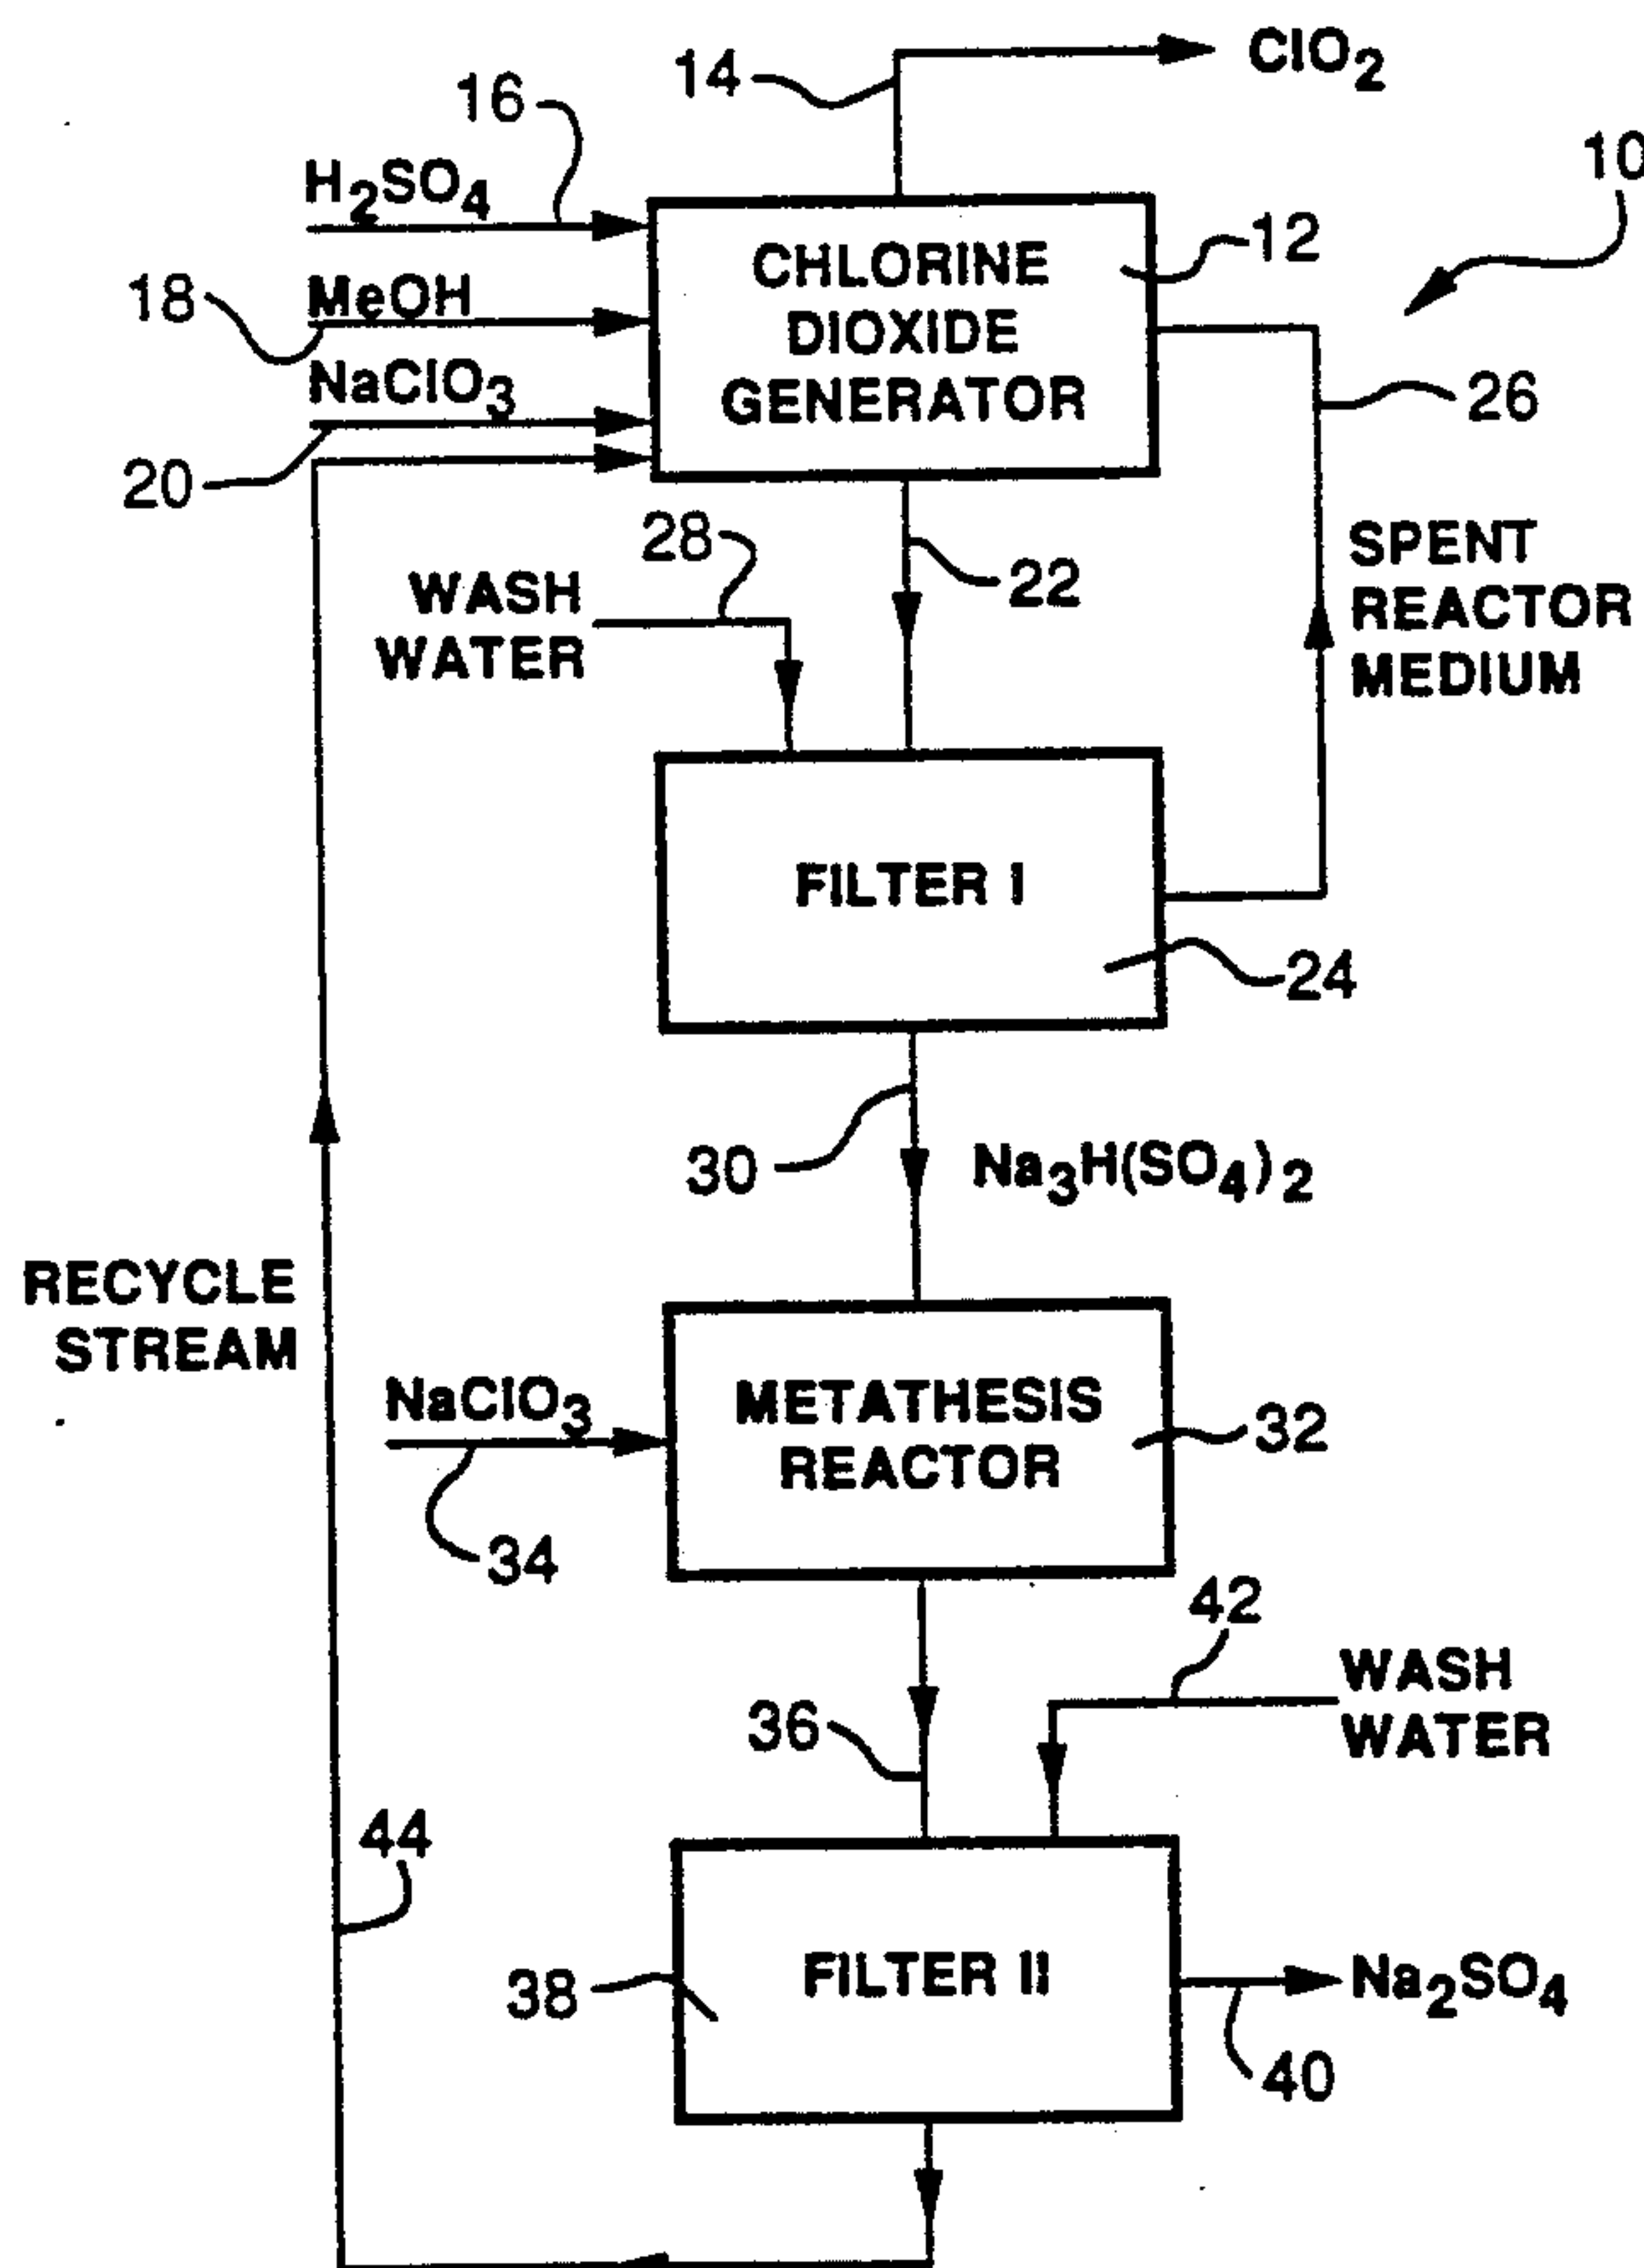 14
ClO2
16
10
H2SO4
12
18
MeOH
CHLORINE
DIOXIDE
GENERATOR
NaClO3
26
20
28
22
SPENT
REACTOR
MEDIUM
WASH
WATER
FILTER I
24
30
Na3H(SO4)2
RECYCLE
STREAM
NaClO3
METATHESIS
REACTOR
32
34
42
WASH
WATER
36
44
38
FILTER II
Na2SO4
40